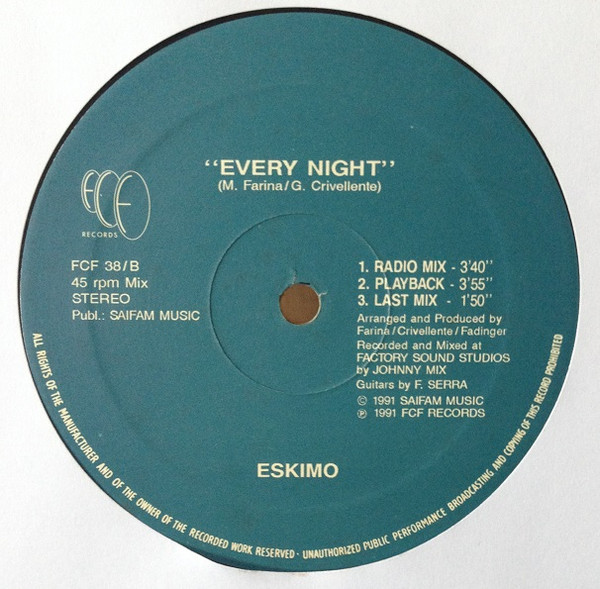 “EVERY NIGHT”
(M. Farina/G. Crivellente)
FCF
RECORDS
FCF 38/B
45 rpm Mix
STEREO
Publ.: SAIFAM MUSIC
1. RADIO MIX - 3'40''
2. PLAYBACK - 3'55''
3. LAST MIX - 1'50''
Arranged and Produced by
Farina/Crivellente/Fadinger
Recorded and Mixed at
FACTORY SOUND STUDIOS
by JOHNNY MIX
Guitars by F. SERRA
© 1991 SAIFAM MUSIC
℗ 1991 FCF RECORDS
ESKIMO
ALL RIGHTS OF THE MANUFACTURER AND OF THE OWNER OF THE RECORDED WORK RESERVED · UNAUTHORIZED PUBLIC PERFORMANCE BROADCASTING AND COPYING OF THIS RECORD PROHIBITED